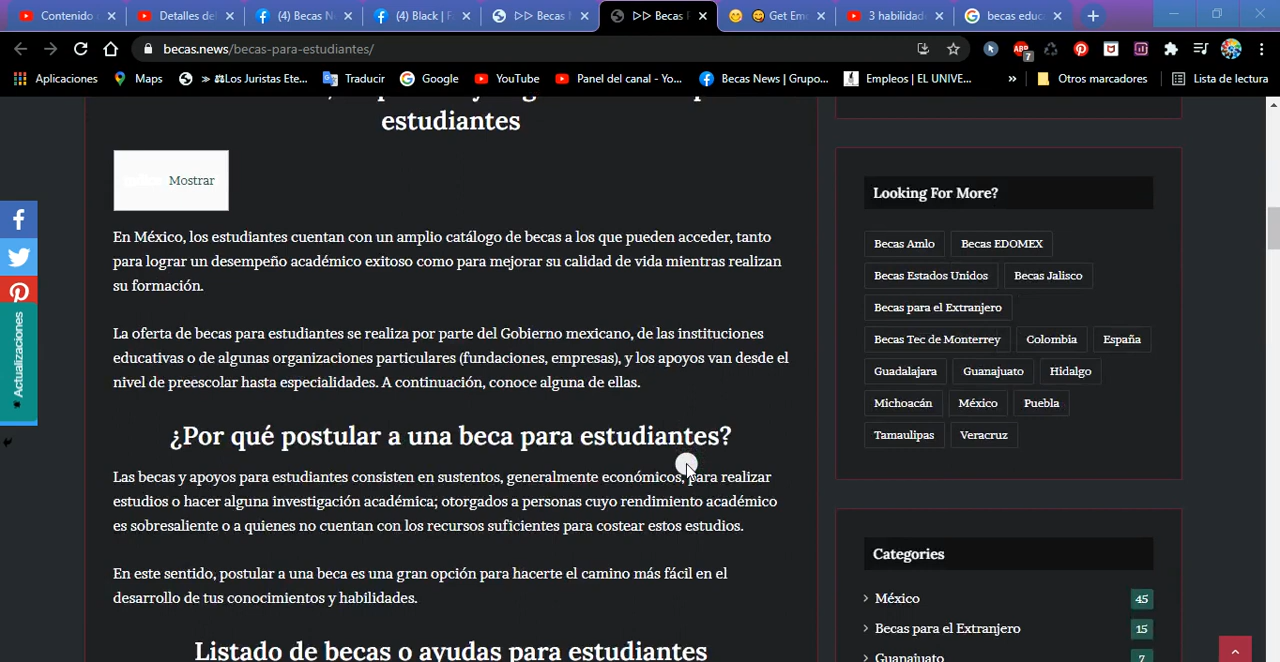 Contenido
Detalles del
(4) Becas N
(4) Black | F
▷▷ Becas
▷▷ Becas
Get Em
3 habilidad
becas educ
becas.news/becas-para-estudiantes/
7
Aplicaciones
Maps
» ⚖Los Juristas Ete...
Traducir
Google
YouTube
Panel del canal - Yo...
Becas News | Grupo...
Empleos | EL UNIVE...
»
Otros marcadores
Lista de lectura
estudiantes
Mostrar
En México, los estudiantes cuentan con un amplio catálogo de becas a los que pueden acceder, tanto
para lograr un desempeño académico exitoso como para mejorar su calidad de vida mientras realizan
su formación.
La oferta de becas para estudiantes se realiza por parte del Gobierno mexicano, de las instituciones
educativas o de algunas organizaciones particulares (fundaciones, empresas), y los apoyos van desde el
nivel de preescolar hasta especialidades. A continuación, conoce alguna de ellas.
¿Por qué postular a una beca para estudiantes?
Las becas y apoyos para estudiantes consisten en sustentos, generalmente económicos, para realizar
estudios o hacer alguna investigación académica; otorgados a personas cuyo rendimiento académico
es sobresaliente o a quienes no cuentan con los recursos suficientes para costear estos estudios.
En este sentido, postular a una beca es una gran opción para hacerte el camino más fácil en el
desarrollo de tus conocimientos y habilidades.
Listado de becas o ayudas para estudiantes
Actualizaciones
Looking For More?
Becas Amlo
Becas EDOMEX
Becas Estados Unidos
Becas Jalisco
Becas para el Extranjero
Becas Tec de Monterrey
Colombia
España
Guadalajara
Guanajuato
Hidalgo
Michoacán
México
Puebla
Tamaulipas
Veracruz
Categories
México 45
Becas para el Extranjero 15
Guanajuato 7